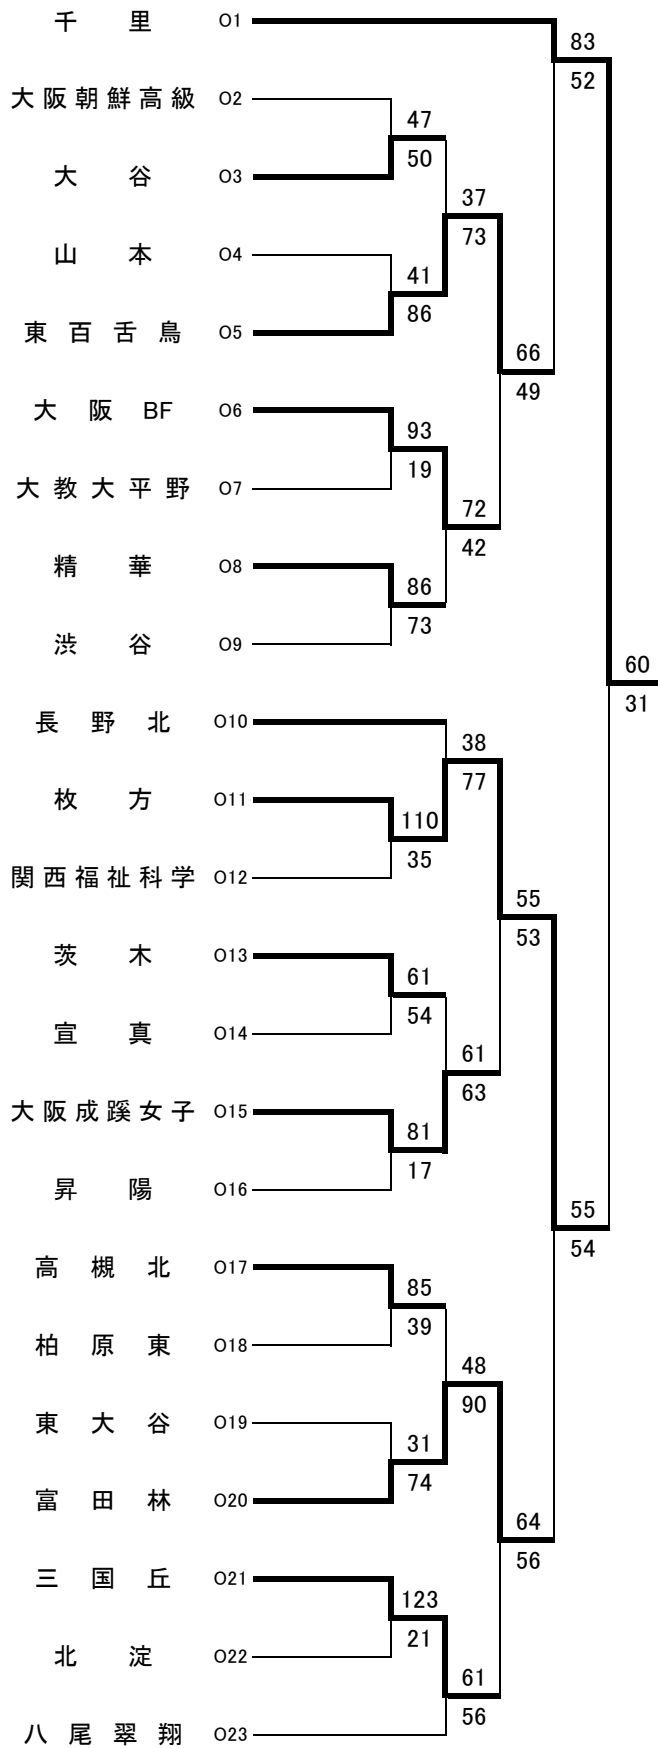 千里 O1
83
52
大阪朝鮮高級 O2
47
50
大谷 O3
37
73
山本 O4
41
86
東百舌鳥 O5
66
49
大阪BF O6
93
19
大教大平野 O7
72
42
精華 O8
86
73
渋谷 O9
60
31
長野北 O10
38
77
枚方 O11
110
35
関西福祉科学 O12
55
53
茨木 O13
61
54
宣真 O14
61
63
大阪成蹊女子 O15
81
17
昇陽 O16
55
54
高槻北 O17
85
39
柏原東 O18
48
90
東大谷 O19
31
74
富田林 O20
64
56
三国丘 O21
123
21
北淀 O22
61
56
八尾翠翔 O23